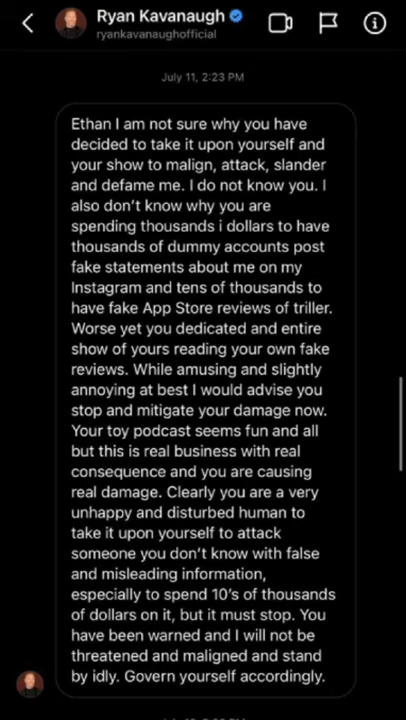 Ryan Kavanaugh
ryankavanaughofficial
July 11, 2:23 PM
Ethan I am not sure why you have
decided to take it upon yourself and
your show to malign, attack, slander
and defame me. I do not know you. I
also don't know why you are
spending thousands i dollars to have
thousands of dummy accounts post
fake statements about me on my
Instagram and tens of thousands to
have fake App Store reviews of triller.
Worse yet you dedicated and entire
show of yours reading your own fake
reviews. While amusing and slightly
annoying at best I would advise you
stop and mitigate your damage now.
Your toy podcast seems fun and all
but this is real business with real
consequence and you are causing
real damage. Clearly you are a very
unhappy and disturbed human to
take it upon yourself to attack
someone you don't know with false
and misleading information,
especially to spend 10's of thousands
of dollars on it, but it must stop. You
have been warned and I will not be
threatened and maligned and stand
by idly. Govern yourself accordingly.